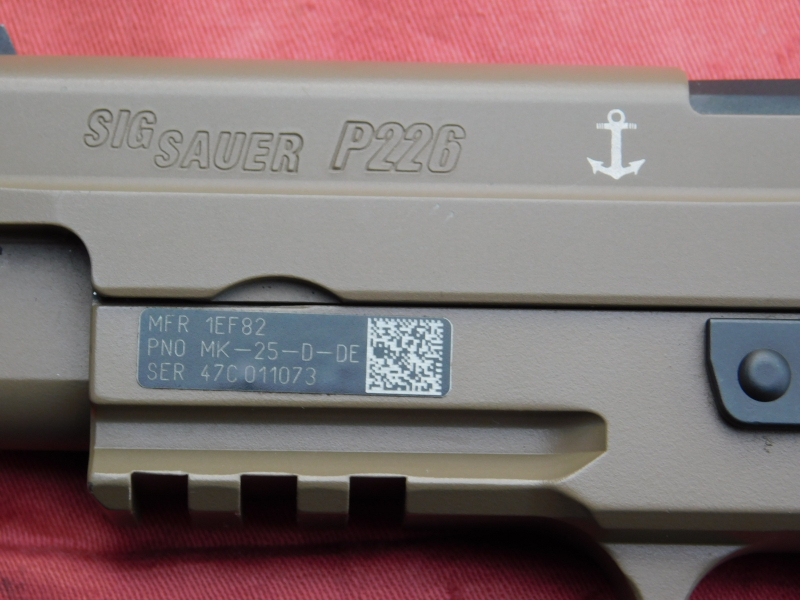 SIG SAUER P226
MFR 1EF82
PNO MK-25-D-DE
SER 47C011073